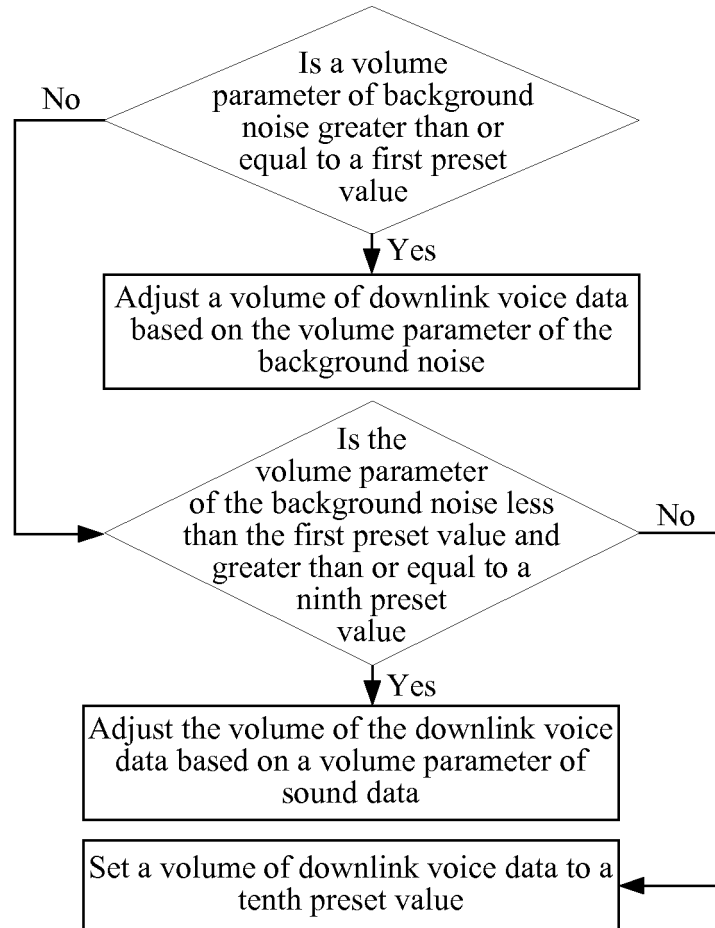 Is a volume
parameter of background
noise greater than or
equal to a first preset
value
No
Yes
Adjust a volume of downlink voice data
based on the volume parameter of the
background noise
Is the
volume parameter
of the background noise less
than the first preset value and
greater than or equal to a
ninth preset
value
No
Yes
Adjust the volume of the downlink voice
data based on a volume parameter of
sound data
Set a volume of downlink voice data to a
tenth preset value